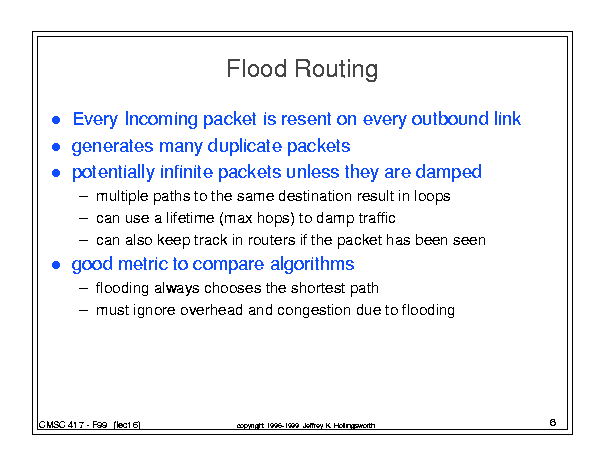 Flood Routing
● Every Incoming packet is resent on every outbound link
● generates many duplicate packets
● potentially infinite packets unless they are damped
– multiple paths to the same destination result in loops
– can use a lifetime (max hops) to damp traffic
– can also keep track in routers if the packet has been seen
● good metric to compare algorithms
– flooding always chooses the shortest path
– must ignore overhead and congestion due to flooding
CMSC 417 - F99 (lect6)
copyright 1996-1999 Jeffrey K. Hollingsworth
6